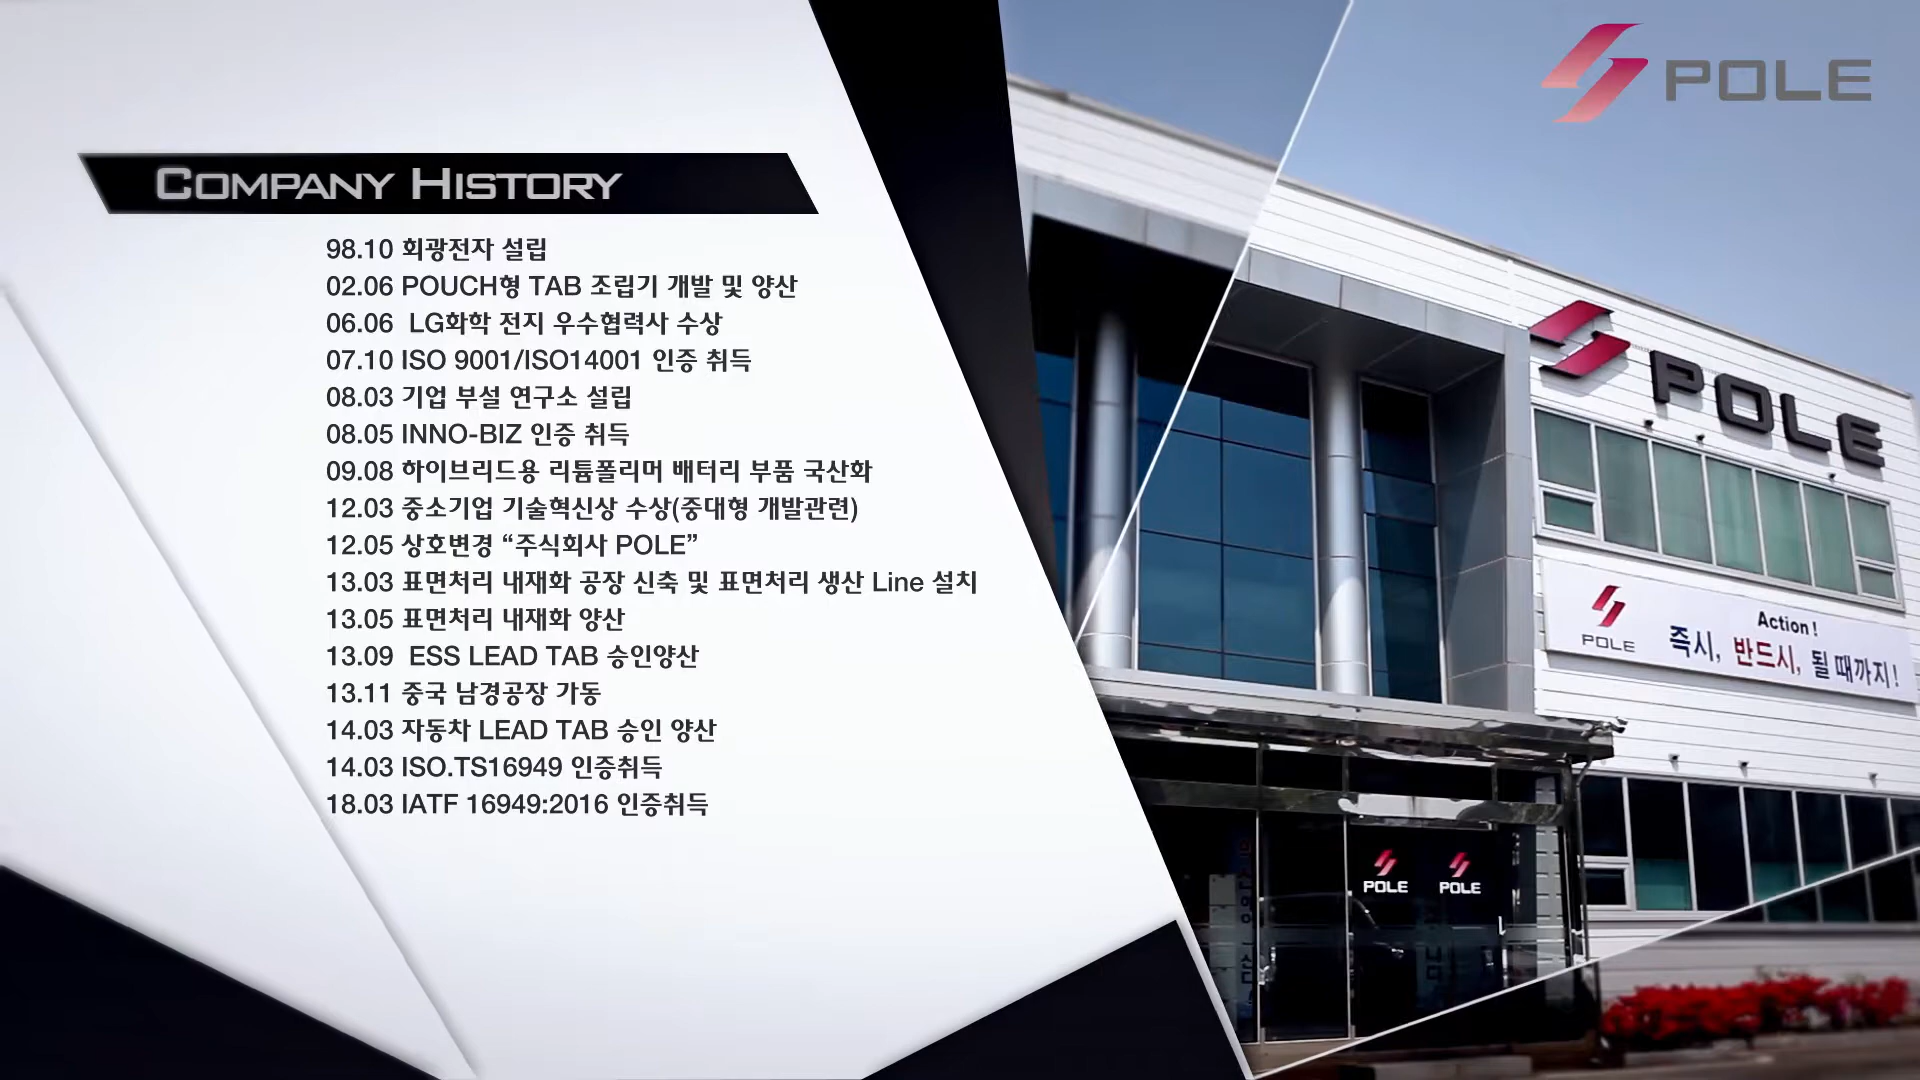 POLE
COMPANY HISTORY
98.10 회광전자 설립
02.06 POUCH형 TAB 조립기 개발 및 양산
06.06 LG화학 전지 우수협력사 수상
07.10 ISO 9001/ISO14001 인증 취득
08.03 기업 부설 연구소 설립
08.05 INNO-BIZ 인증 취득
09.08 하이브리드용 리튬폴리머 배터리 부품 국산화
12.03 중소기업 기술혁신상 수상(중대형 개발관련)
12.05 상호변경 “주식회사 POLE”
13.03 표면처리 내재화 공장 신축 및 표면처리 생산 Line 설치
13.05 표면처리 내재화 양산
13.09 ESS LEAD TAB 승인양산
13.11 중국 남경공장 가동
14.03 자동차 LEAD TAB 승인 양산
14.03 ISO.TS16949 인증취득
18.03 IATF 16949:2016 인증취득
POLE
Action !
POLE 즉시, 반드시, 될 때까지!
POLE POLE